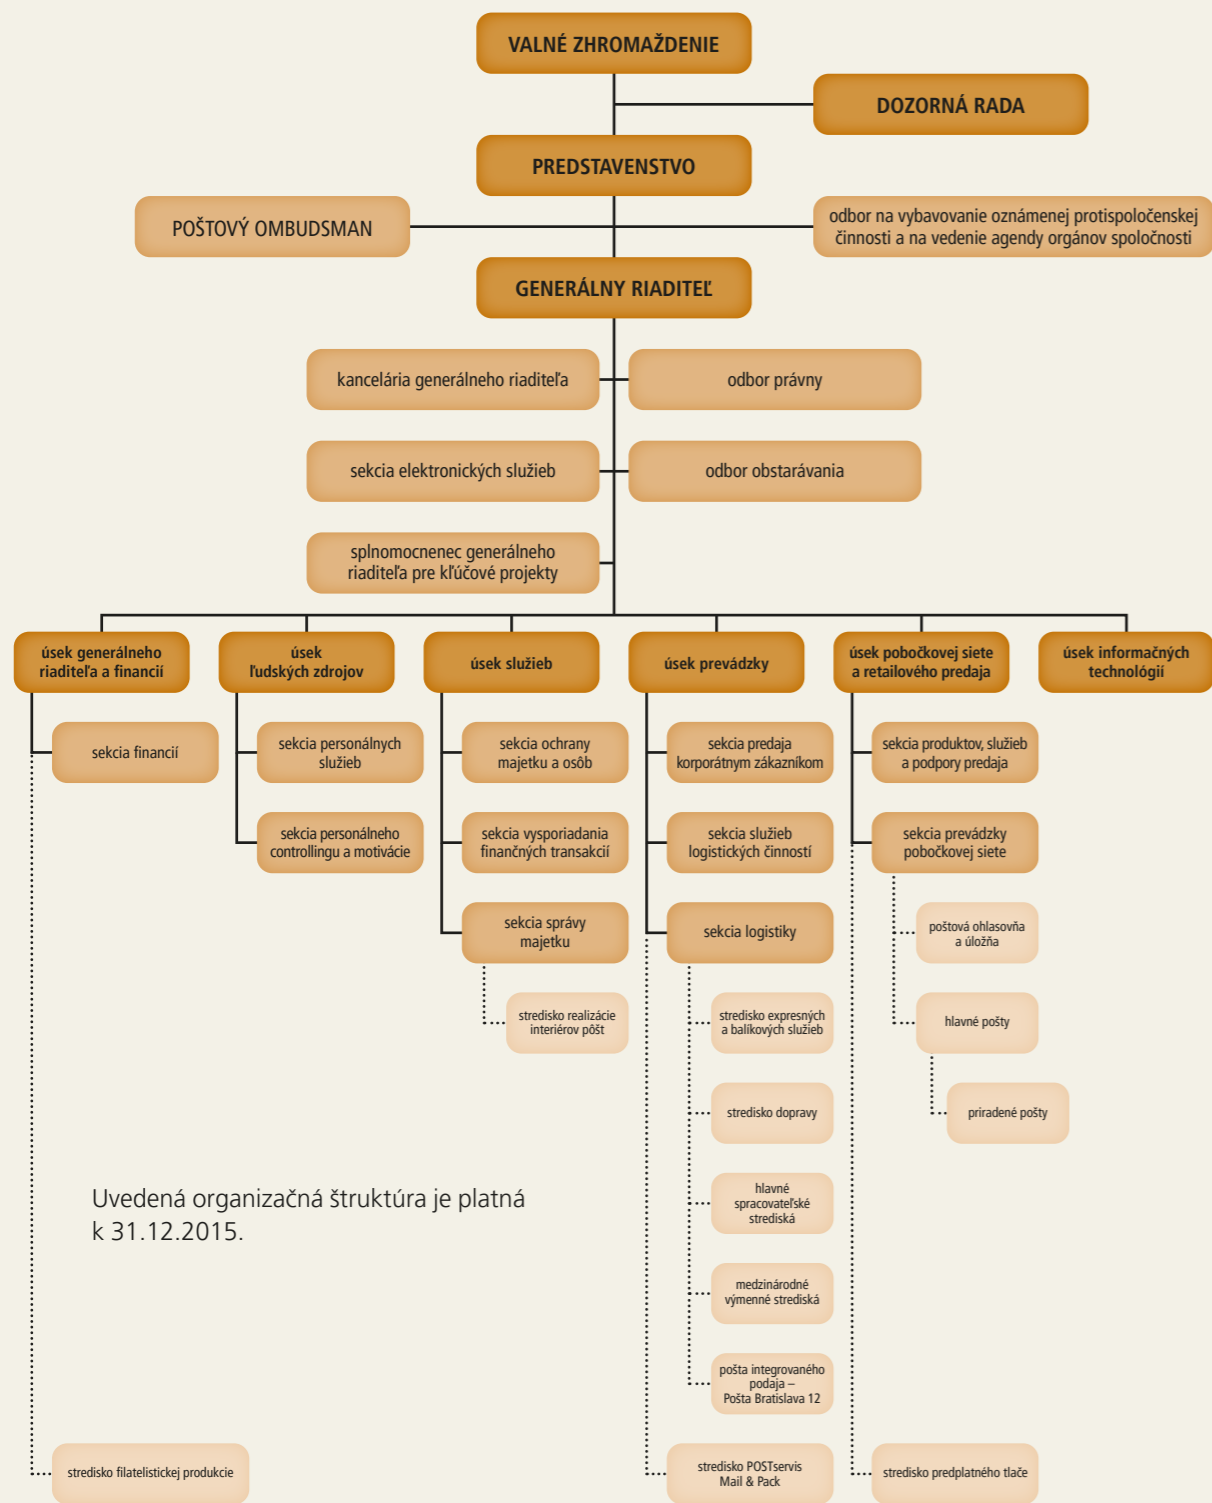 VALNÉ ZHROMAŽDENIE
DOZORNÁ RADA
PREDSTAVENSTVO
POŠTOVÝ OMBUDSMAN
odbor na vybavovanie oznámenej protispoločenskej
činnosti a na vedenie agendy orgánov spoločnosti
GENERÁLNY RIADITEĽ
kancelária generálneho riaditeľa
odbor právny
sekcia elektronických služieb
odbor obstarávania
splnomocnenec generálneho
riaditeľa pre kľúčové projekty
úsek generálneho
riaditeľa a financií
úsek
ľudských zdrojov
úsek služieb
úsek prevádzky
úsek pobočkovej siete
a retailového predaja
úsek informačných
technológií
sekcia financií
sekcia personálnych
služieb
sekcia ochrany
majetku a osôb
sekcia predaja
korporátnym zákazníkom
sekcia produktov, služieb
a podpory predaja
sekcia personálneho
controllingu a motivácie
sekcia vysporiadania
finančných transakcií
sekcia služieb
logistických činností
sekcia prevádzky
pobočkovej siete
sekcia správy
majetku
sekcia logistiky
poštová ohlasovňa
a úložňa
stredisko realizácie
interiérov pôšt
stredisko expresných
a balíkových služieb
hlavné pošty
stredisko dopravy
priradené pošty
Uvedená organizačná štruktúra je platná
k 31.12.2015.
hlavné
spracovateľské
strediská
medzinárodné
výmenné strediská
pošta integrovaného
podaja –
Pošta Bratislava 12
stredisko filatelistickej produkcie
stredisko POSTservis
Mail & Pack
stredisko predplatného tlače